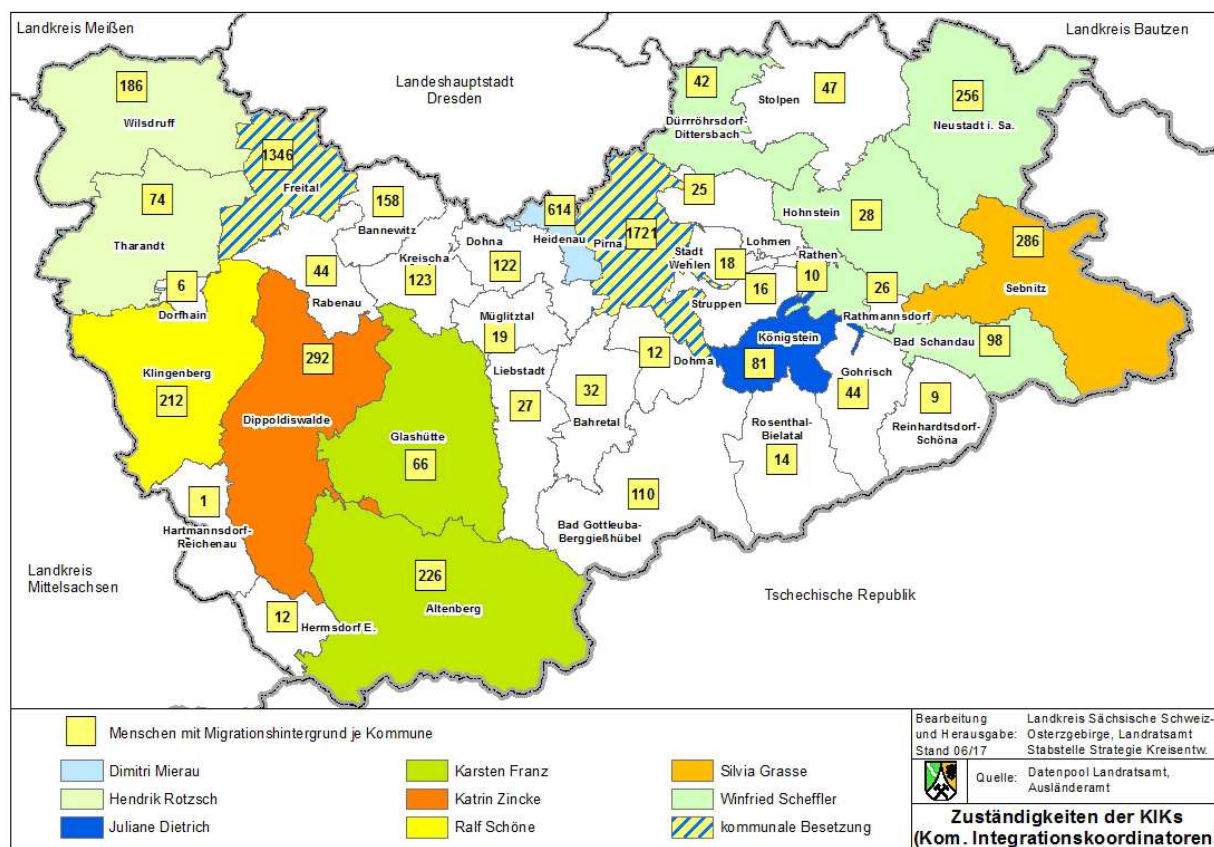 Landkreis Meißen
Landkreis Bautzen
Landeshauptstadt
Dresden
186
Wilsdruff
42
Dürrröhrsdorf-
Dittersbach
47
Stolpen
256
Neustadt i. Sa.
1346
Freital
74
Tharandt
158
Bannewitz
614
Heidenau
25
Lohmen
28
Hohnstein
1721
Pirna
Dohna
122
Kreischa
123
Stadt
Wehlen
18
Rathen
10
286
Sebnitz
6
Dorfhain
44
Rabenau
16
Struppen
26
Rathmannsdorf
Müglitztal
19
Königstein
81
Bad Schandau
98
292
Dippoldiswalde
12
Dohma
Klingenberg
212
Liebstadt
27
32
Bahretal
Gohrisch
44
9
Reinhardtsdorf-
Schöna
Glashütte
66
Rosenthal-
Bielatal
14
1
Hartmannsdorf-
Reichenau
110
Bad Gottleuba-
Berggießhübel
Landkreis
Mittelsachsen
226
Altenberg
Tschechische Republik
12
Hermsdorf E.
Menschen mit Migrationshintergrund je Kommune
Dimitri Mierau
Hendrik Rotzsch
Juliane Dietrich
Karsten Franz
Katrin Zincke
Ralf Schöne
Silvia Grasse
Winfried Scheffler
kommunale Besetzung
Bearbeitung Landkreis Sächsische Schweiz-
und Herausgabe: Osterzgebirge, Landratsamt
Stand 06/17 Stabstelle Strategie Kreisentw.
Quelle: Datenpool Landratsamt,
Ausländeramt
Zuständigkeiten der KIKs
(Kom. Integrationskoordinatoren